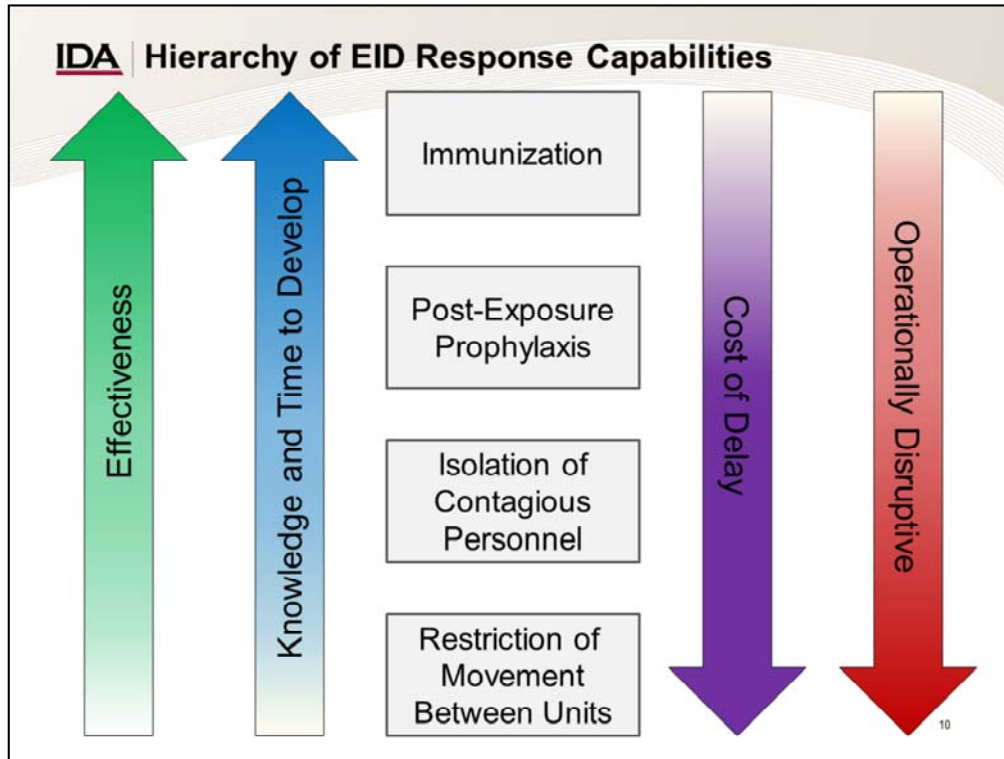 IDA Hierarchy of EID Response Capabilities
Effectiveness
Knowledge and Time to Develop
Immunization
Post-Exposure
Prophylaxis
Isolation of
Contagious
Personnel
Restriction of
Movement
Between Units
Cost of Delay
Operationally Disruptive
10